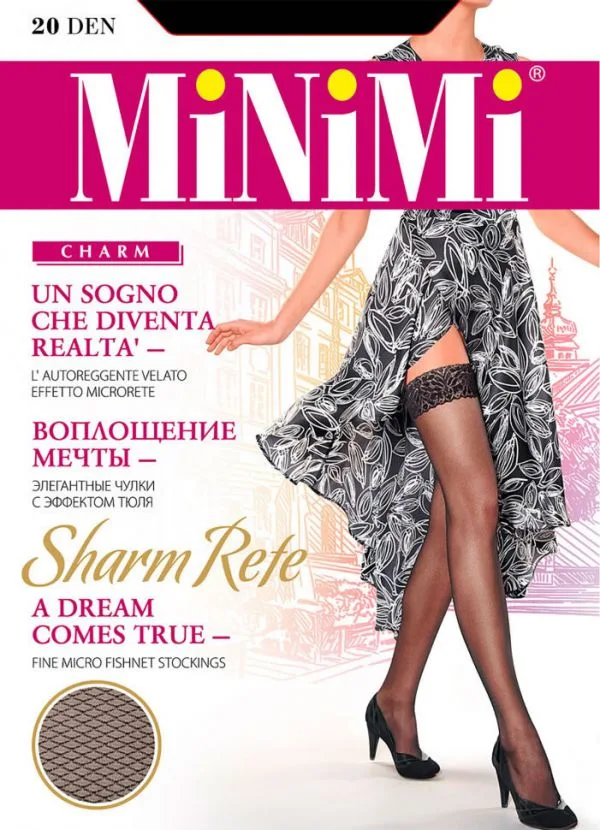 20 DEN
MiNiMi®
CHARM
UN SOGNO
CHE DIVENTA
REALTA' —
L' AUTOREGGENTE VELATO
EFFETTO MICRORETE
ВОПЛОЩЕНИЕ
МЕЧТЫ —
ЭЛЕГАНТНЫЕ ЧУЛКИ
С ЭФФЕКТОМ ТЮЛЯ
Sharm Rete
A DREAM
COMES TRUE —
FINE MICRO FISHNET STOCKINGS